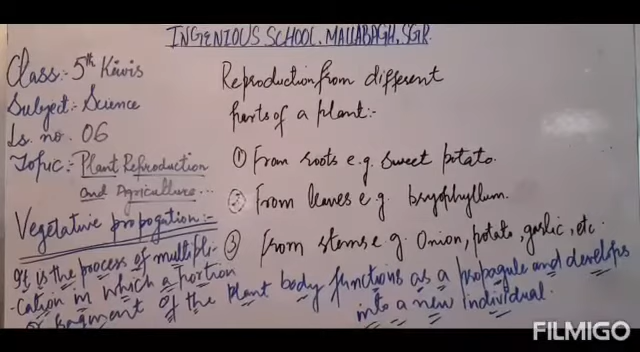 INGENIOUS SCHOOL. MALLABAGH, SGR.
Class:- 5th Kiwis
Subject:- Science
Ls. no. 06
Topic:- Plant Reproduction
and Agriculture...
Vegetative propogation:-
It is the process of multipli-
-cation in which a portion
or fragment of the plant body functions as a propagule and develops
into a new individual.
Reproduction from different
parts of a plant:-
① From roots e.g. sweet potato.
② From leaves e.g. bryophyllum.
③ From stems e.g. Onion, potato, garlic, etc.
FILMIGO